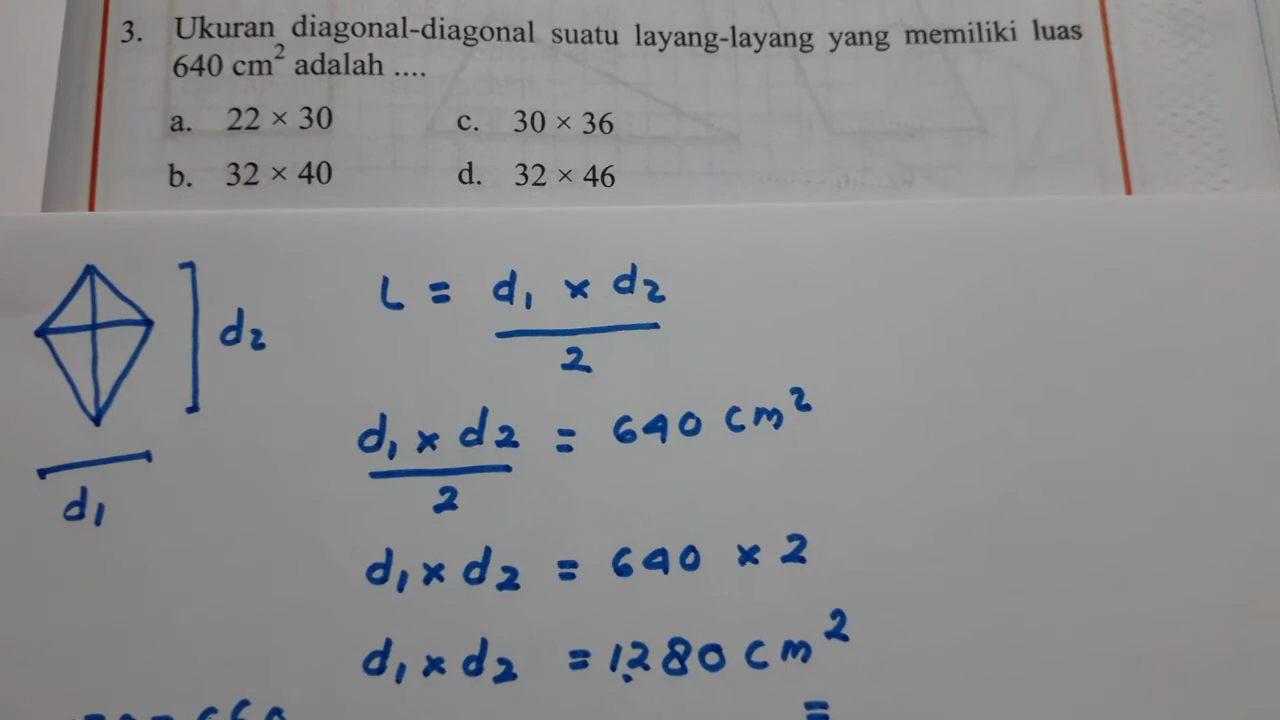 3. Ukuran diagonal-diagonal suatu layang-layang yang memiliki luas
640 cm² adalah ....
a. 22 × 30 c. 30 × 36
b. 32 × 40 d. 32 × 46
L = d₁ × d₂
2
d₂
d₁ × d₂ = 640 cm²
2
d₁
d₁ × d₂ = 640 × 2
d₁ × d₂ = 1.280 cm²
=